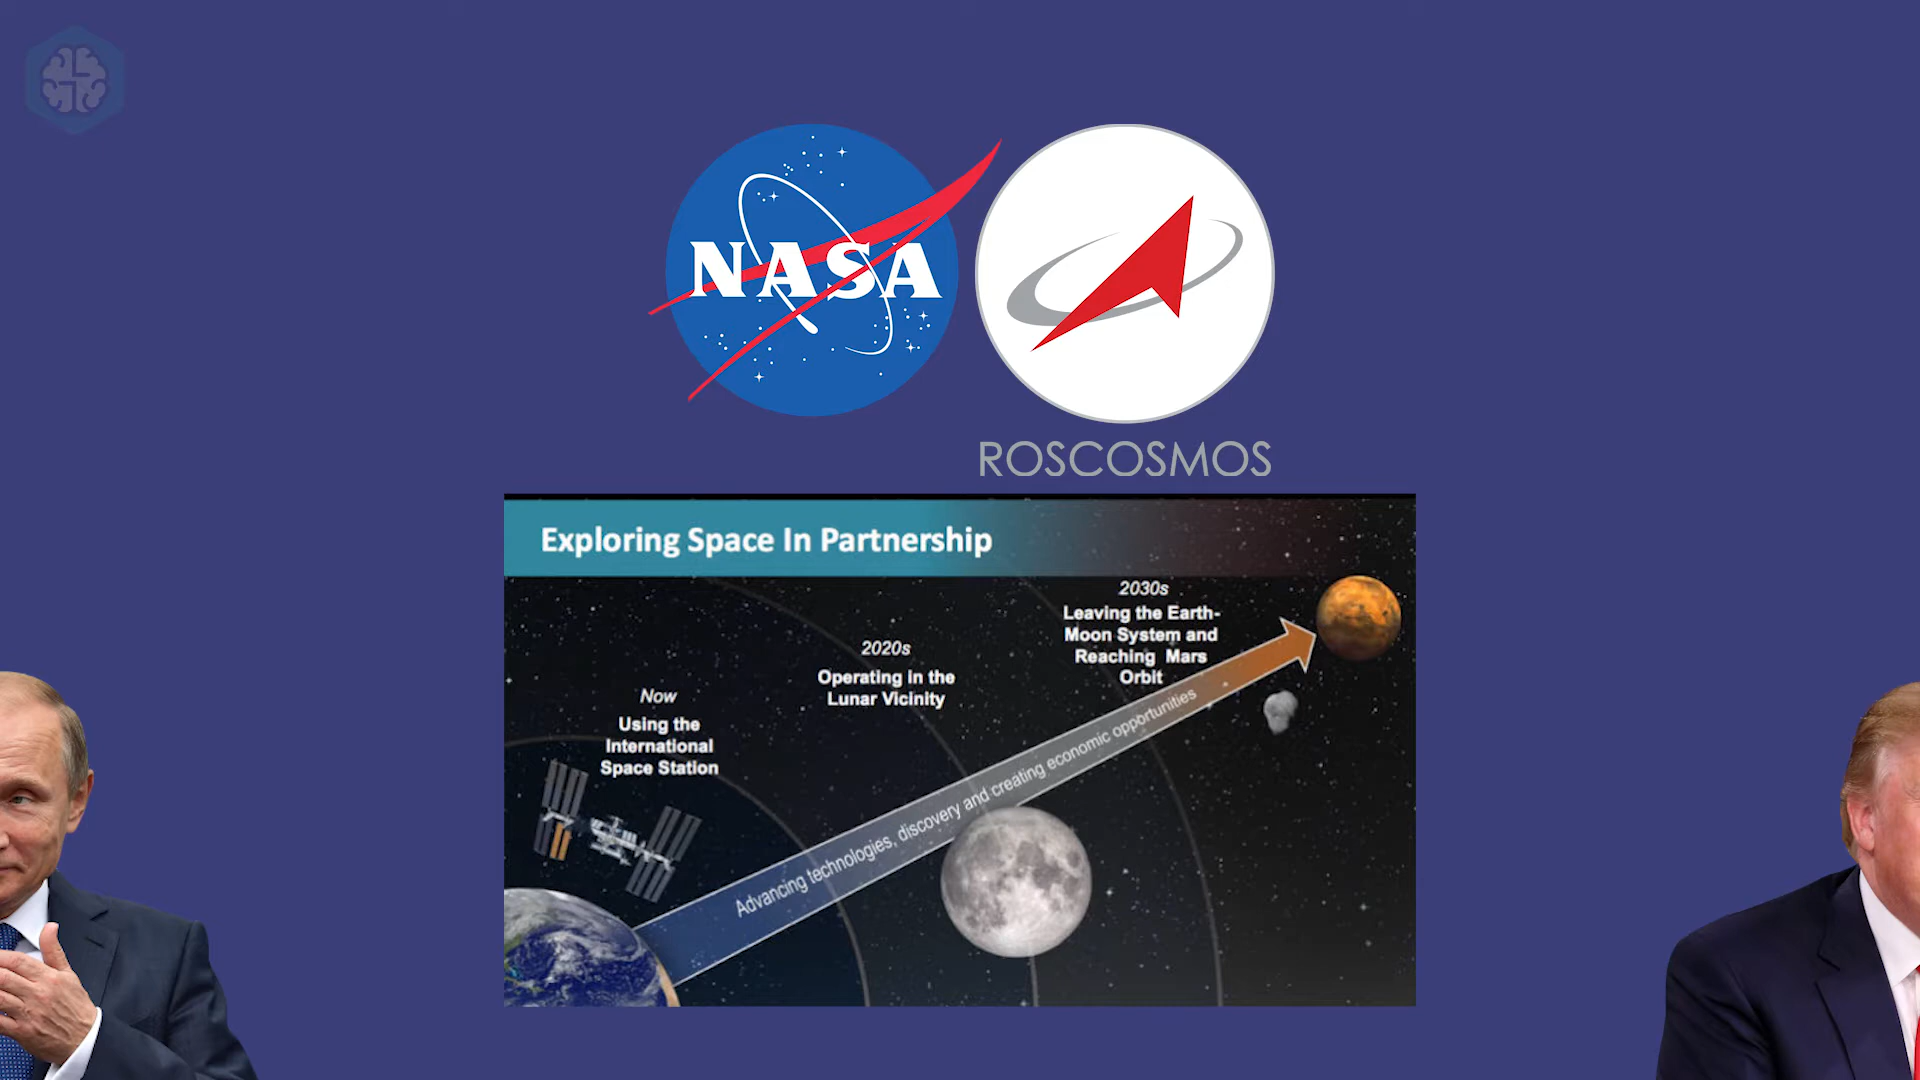 NASA
ROSCOSMOS
Exploring Space In Partnership
Now
Using the
International
Space Station
2020s
Operating in the
Lunar Vicinity
2030s
Leaving the Earth-
Moon System and
Reaching Mars
Orbit
Advancing technologies, discovery and creating economic opportunities